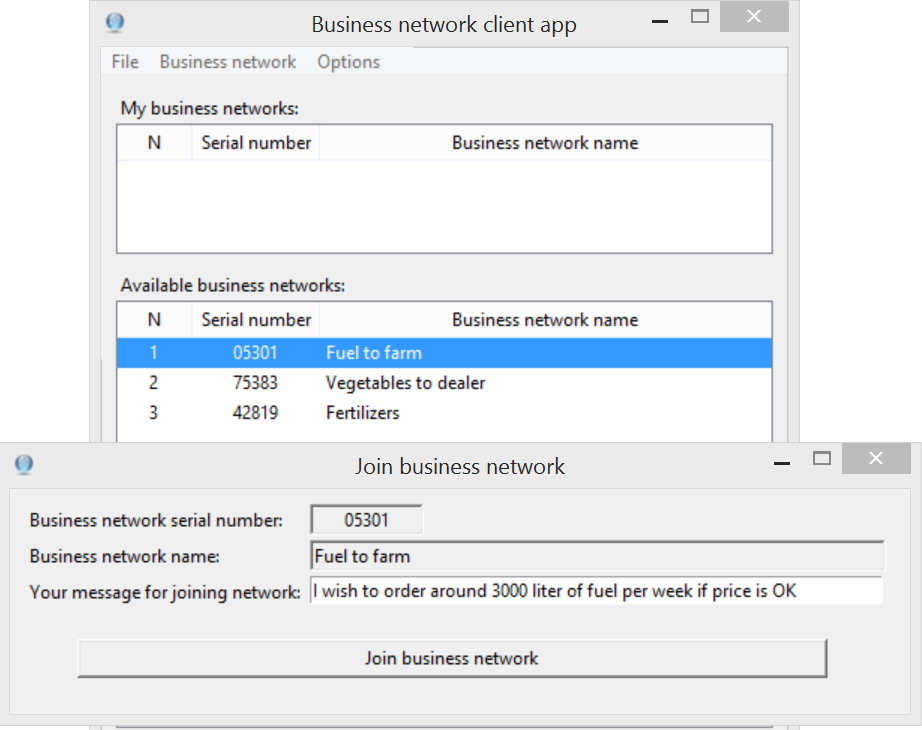 Business network client app
File Business network Options
My business networks:
N Serial number Business network name
Available business networks:
N Serial number Business network name
1 05301 Fuel to farm
2 75383 Vegetables to dealer
3 42819 Fertilizers
Join business network
Business network serial number: 05301
Business network name: Fuel to farm
Your message for joining network: I wish to order around 3000 liter of fuel per week if price is OK
Join business network